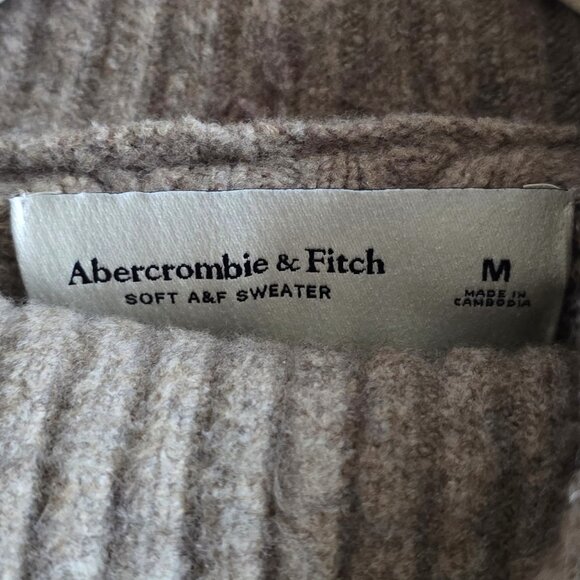 Abercrombie & Fitch
SOFT A&F SWEATER
M
MADE IN
CAMBODIA